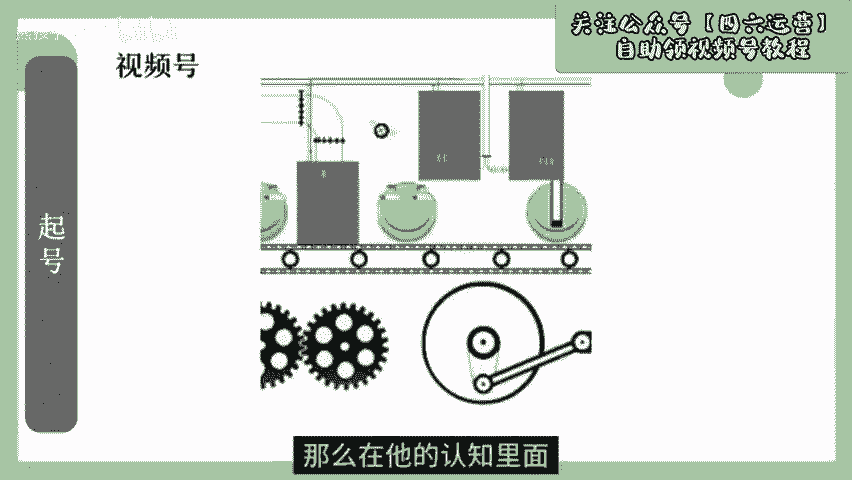 关注公众号【四六运营】
自助领视频号教程
视频号
起号
那么在他的认知里面